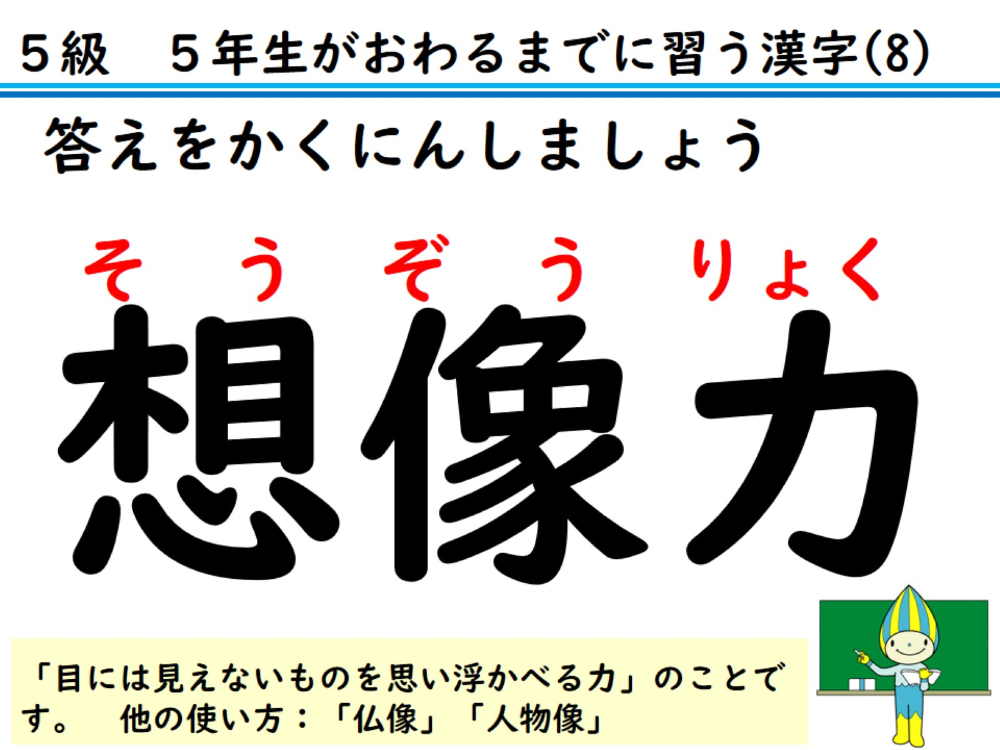 ５級　５年生がおわるまでに習う漢字(8)
答えをかくにんしましょう
そうぞうりょく
想像力
「目には見えないものを思い浮かべる力」のことで
す。　他の使い方：「仏像」「人物像」